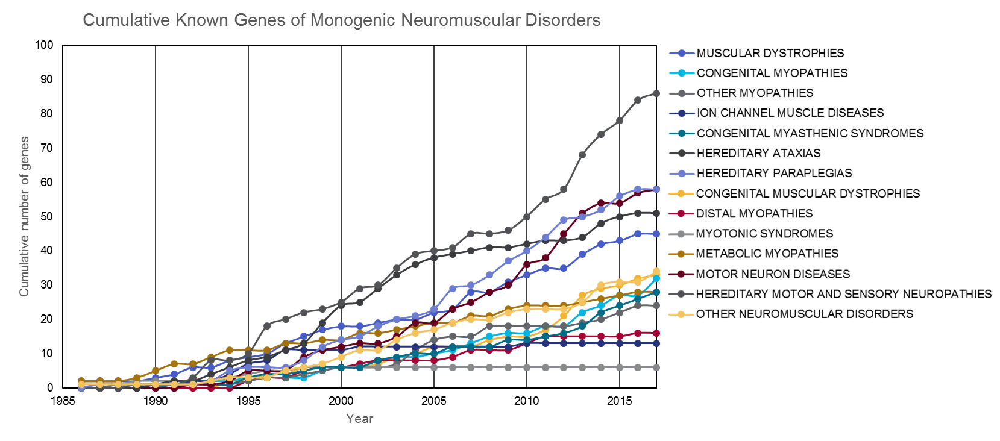 Cumulative Known Genes of Monogenic Neuromuscular Disorders
100
90
80
70
60
50
40
30
20
10
0
Cumulative number of genes
1985 1990 1995 2000 2005 2010 2015
Year
MUSCULAR DYSTROPHIES
CONGENITAL MYOPATHIES
OTHER MYOPATHIES
ION CHANNEL MUSCLE DISEASES
CONGENITAL MYASTHENIC SYNDROMES
HEREDITARY ATAXIAS
HEREDITARY PARAPLEGIAS
CONGENITAL MUSCULAR DYSTROPHIES
DISTAL MYOPATHIES
MYOTONIC SYNDROMES
METABOLIC MYOPATHIES
MOTOR NEURON DISEASES
HEREDITARY MOTOR AND SENSORY NEUROPATHIES
OTHER NEUROMUSCULAR DISORDERS